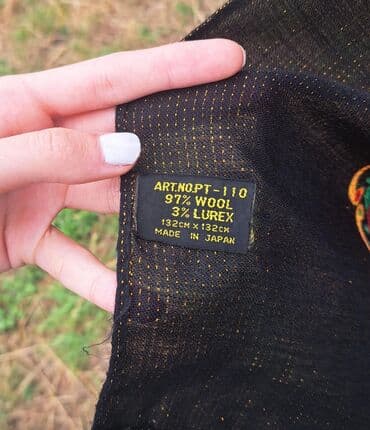 ART.NO.PT-110
97% WOOL
3% LUREX
132CM X 132CM
MADE IN JAPAN